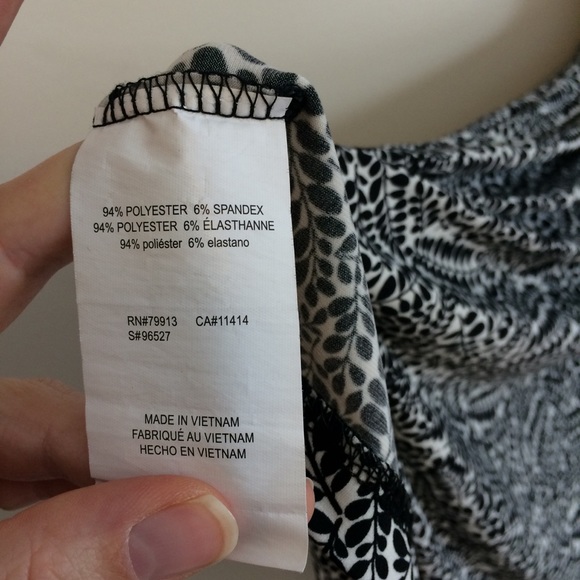 94% POLYESTER 6% SPANDEX
94% POLYESTER 6% ÉLASTHANNE
94% poliéster 6% elastano
RN#79913 CA#11414
S#96527
MADE IN VIETNAM
FABRIQUÉ AU VIETNAM
HECHO EN VIETNAM